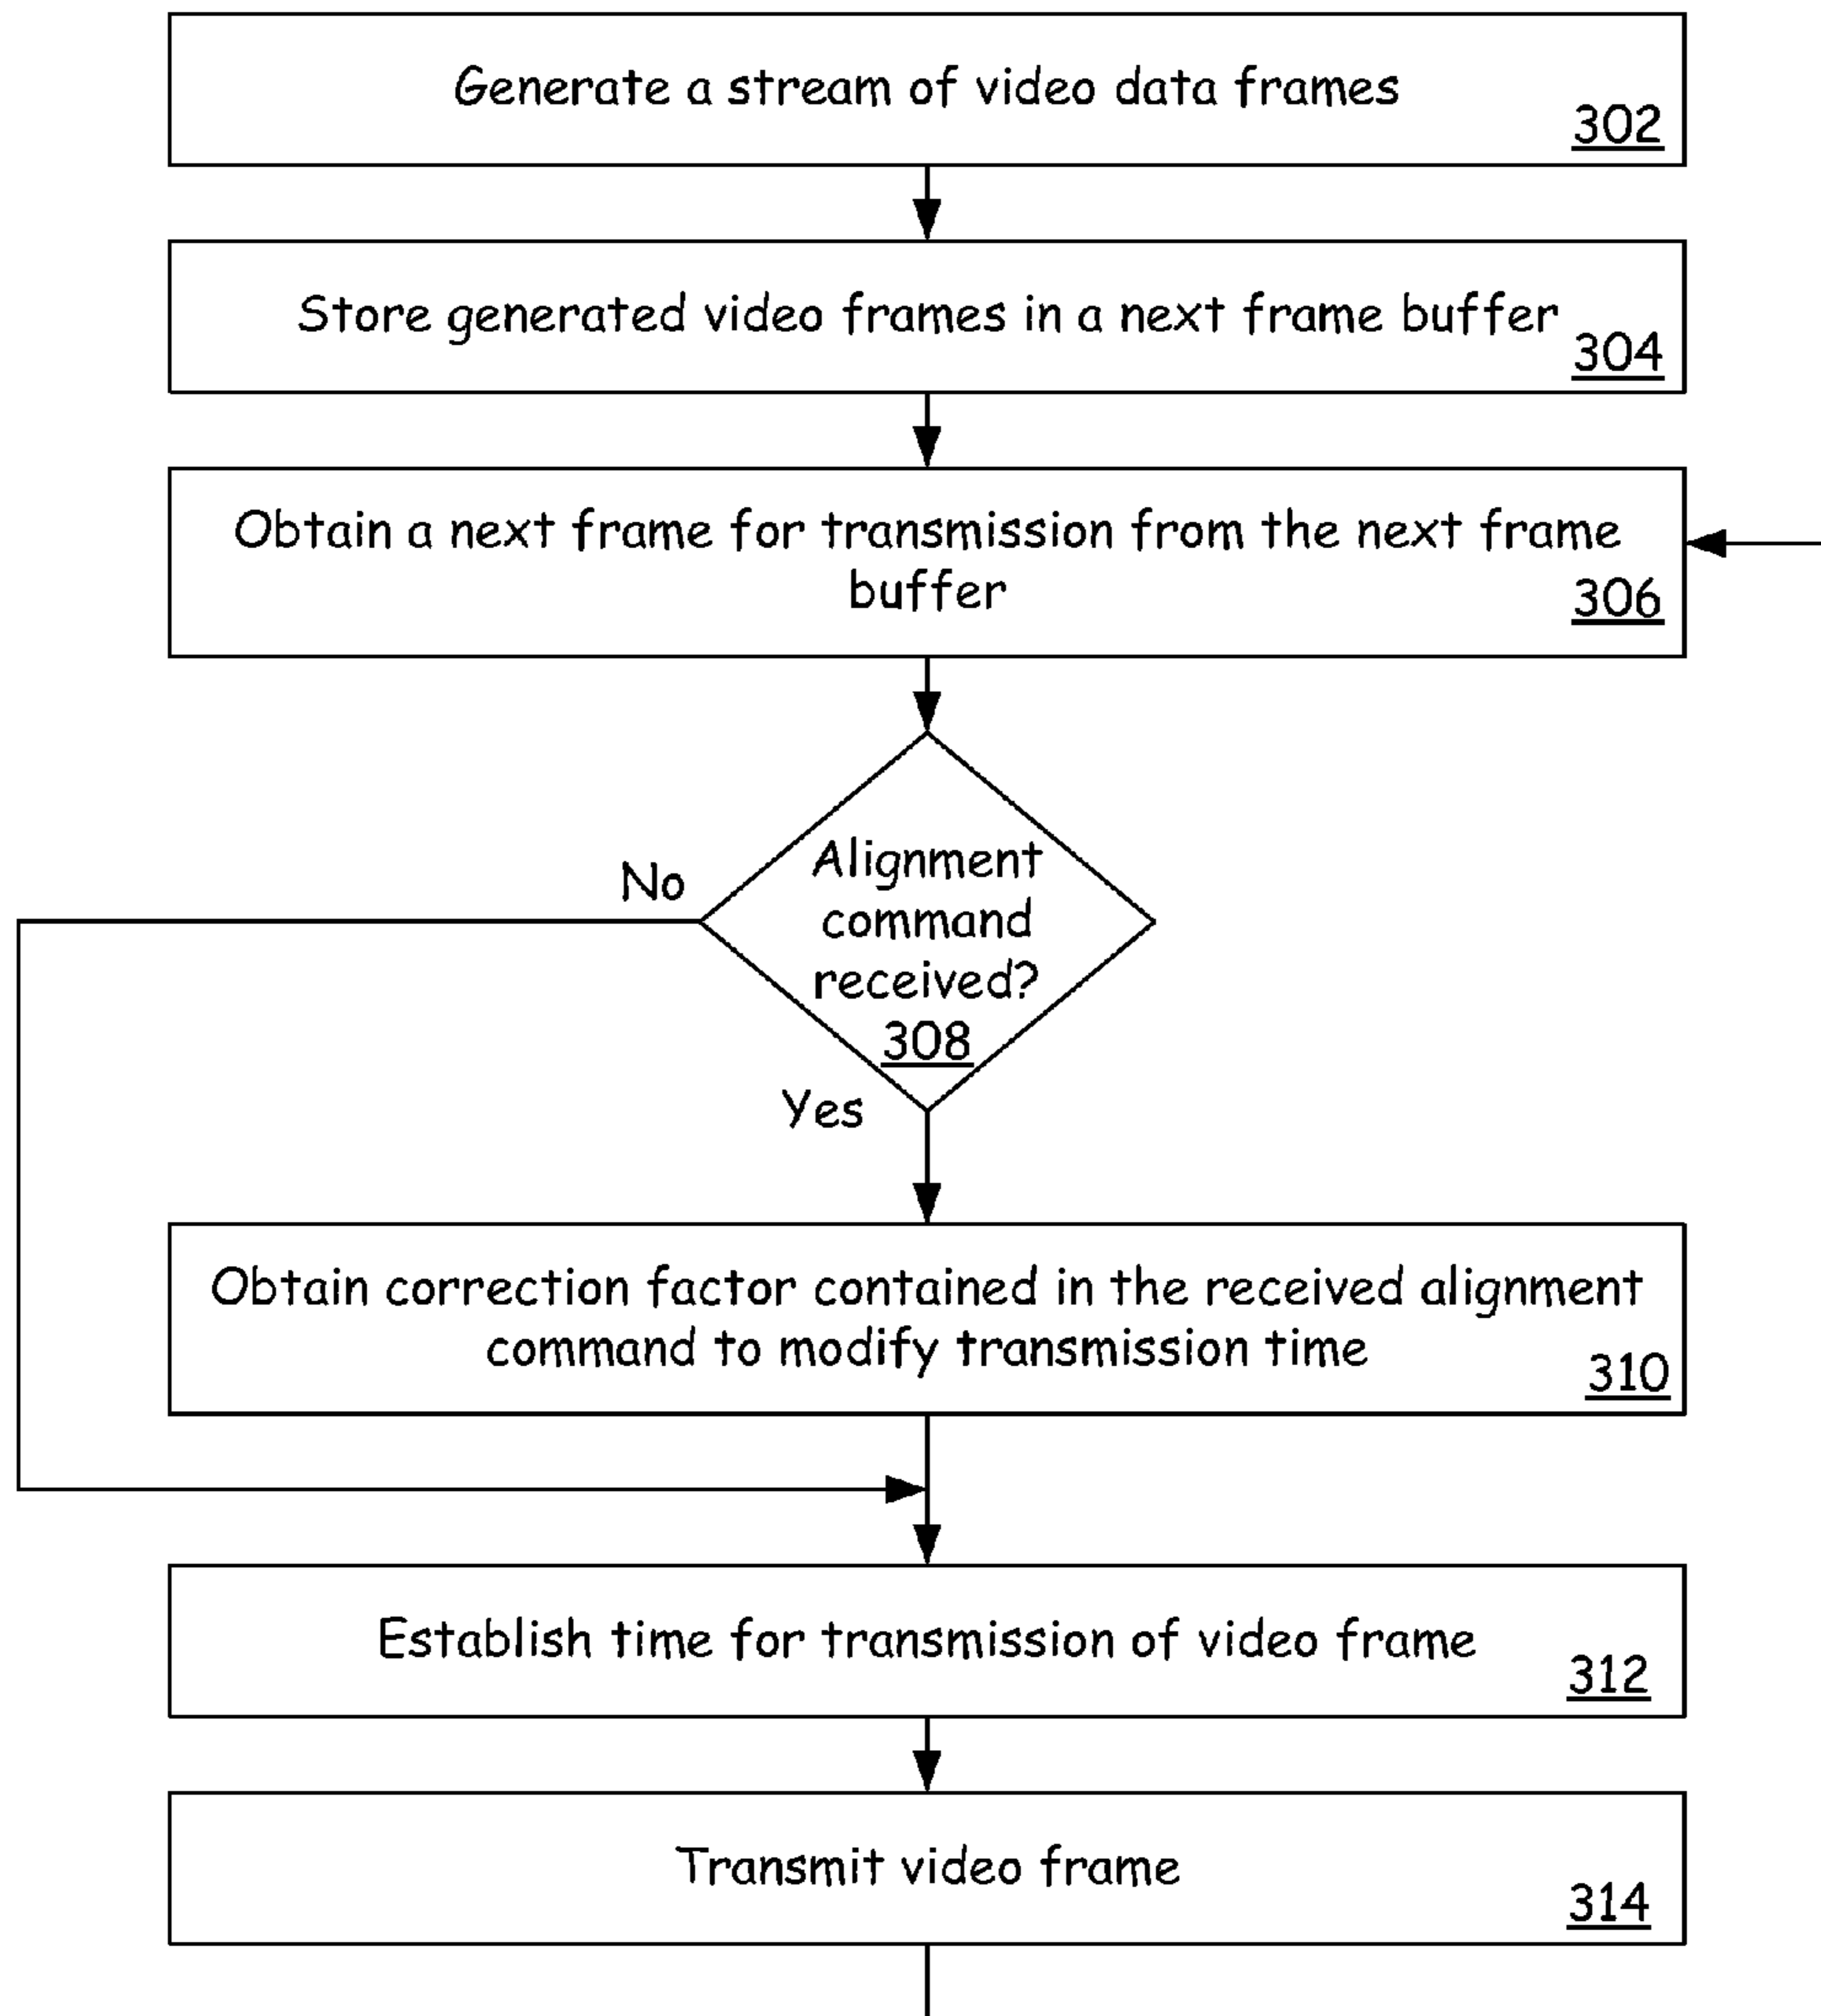 Generate a stream of video data frames
302
Store generated video frames in a next frame buffer
304
Obtain a next frame for transmission from the next frame
buffer
306
Alignment
command
received?
308
No
Yes
Obtain correction factor contained in the received alignment
command to modify transmission time
310
Establish time for transmission of video frame
312
Transmit video frame
314